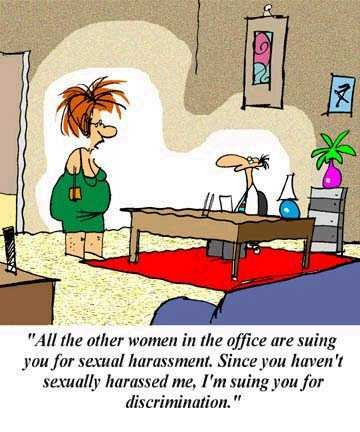 "All the other women in the office are suing
you for sexual harassment. Since you haven't
sexually harassed me, I'm suing you for
discrimination."